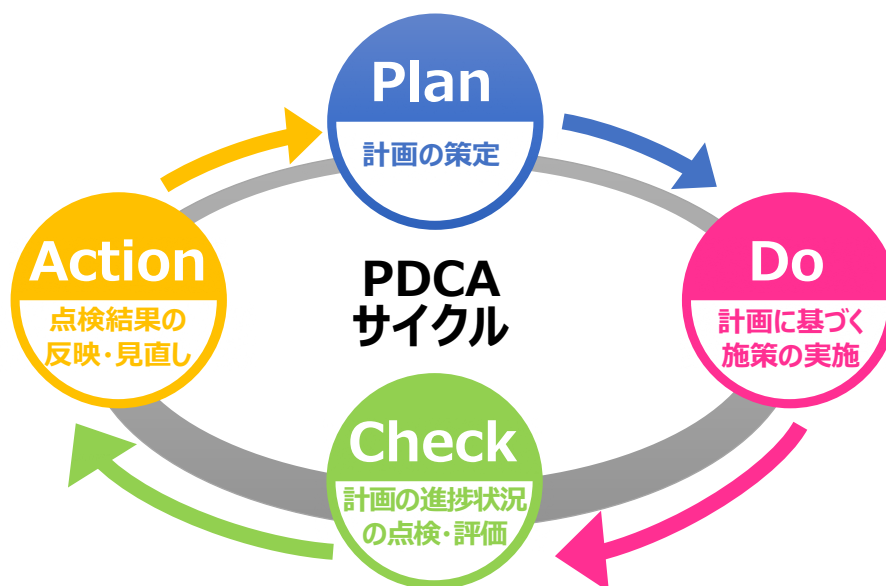 Plan
計画の策定
Do
計画に基づく
施策の実施
Check
計画の進捗状況
の点検・評価
Action
点検結果の
反映・見直し
PDCA
サイクル